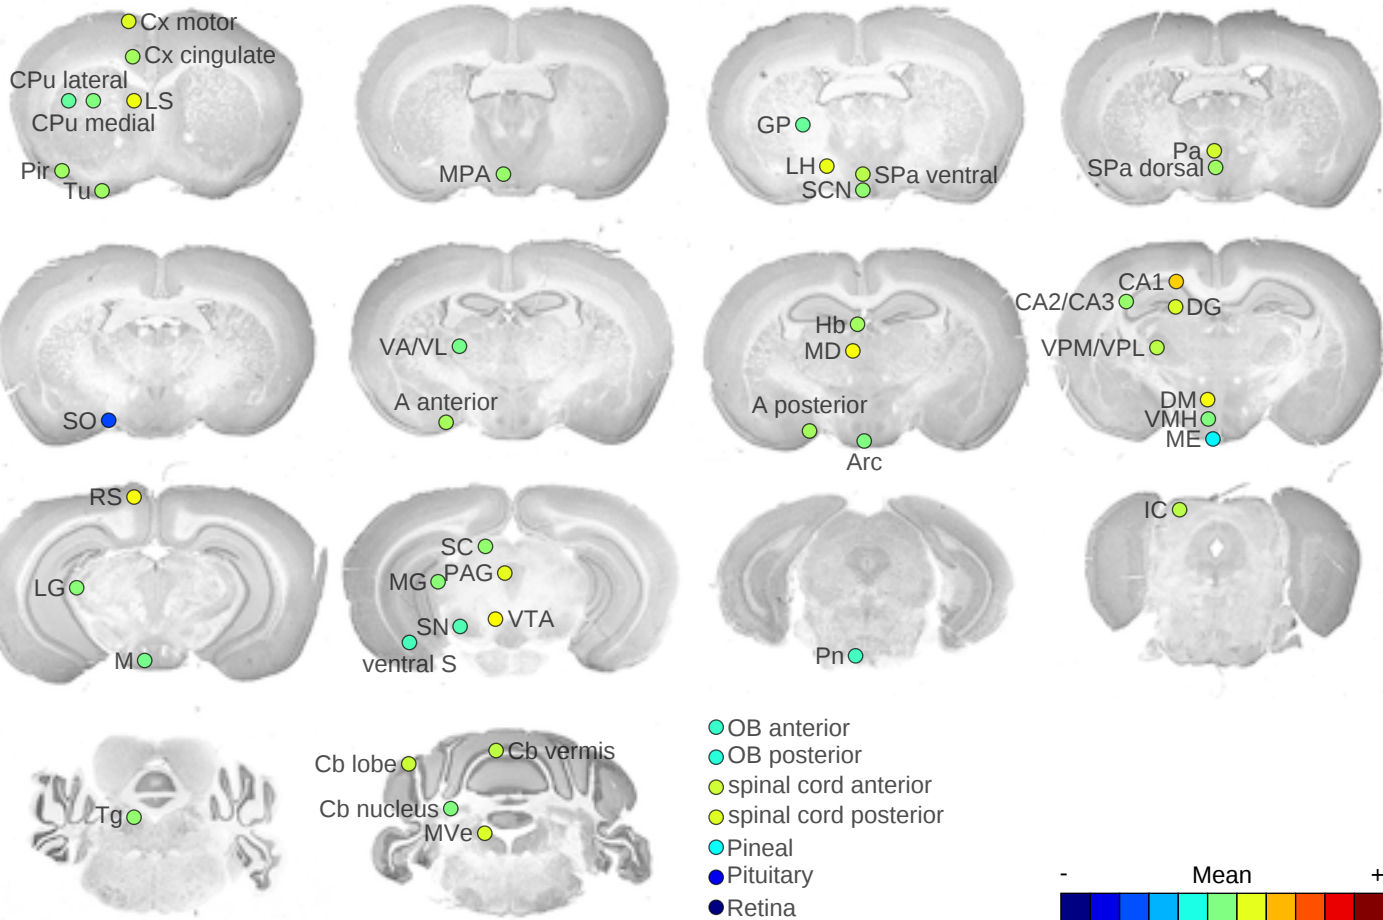 Cx motor
Cx cingulate
CPu lateral
LS
CPu medial
Pir
Tu
MPA
GP
LH
SPa ventral
SCN
Pa
SPa dorsal
SO
VA/VL
A anterior
Hb
MD
A posterior
Arc
CA1
CA2/CA3
DG
VPM/VPL
DM
VMH
ME
RS
LG
M
SC
MG
PAG
SN
VTA
ventral S
Pn
IC
Tg
Cb lobe
Cb vermis
Cb nucleus
MVe
OB anterior
OB posterior
spinal cord anterior
spinal cord posterior
Pineal
Pituitary
Retina
- Mean +